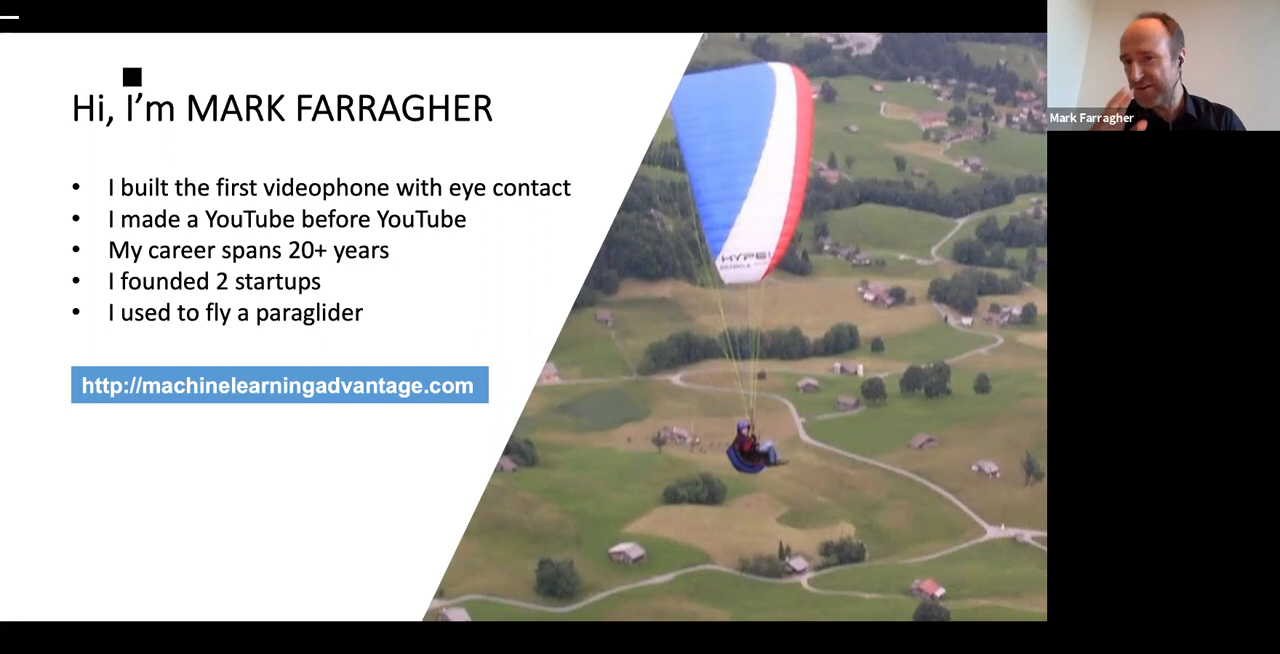 Hi, I’m MARK FARRAGHER
• I built the first videophone with eye contact
• I made a YouTube before YouTube
• My career spans 20+ years
• I founded 2 startups
• I used to fly a paraglider
http://machinelearningadvantage.com
HYPE!
Mark Farragher